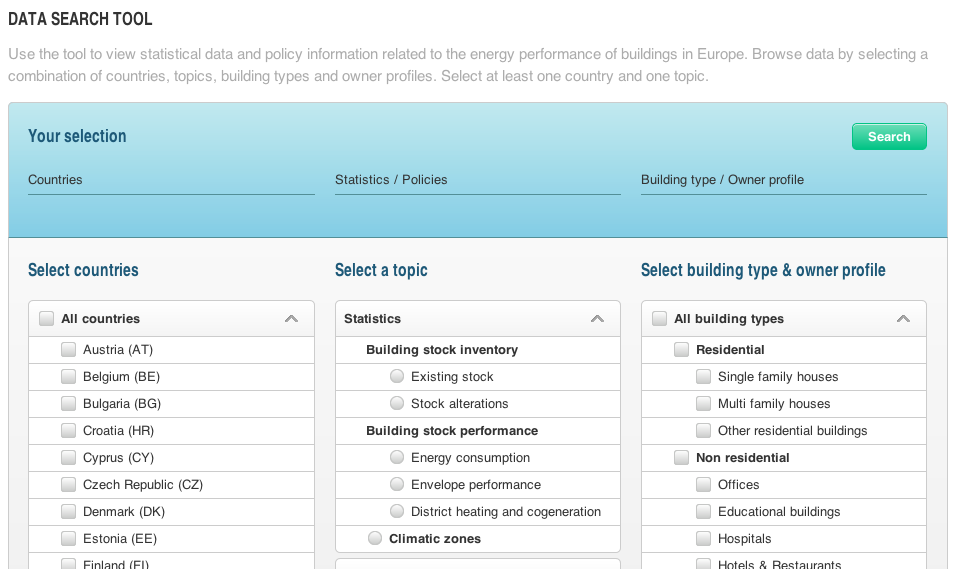 DATA SEARCH TOOL
Use the tool to view statistical data and policy information related to the energy performance of buildings in Europe. Browse data by selecting a
combination of countries, topics, building types and owner profiles. Select at least one country and one topic.
Your selection
Search
Countries
Statistics / Policies
Building type / Owner profile
Select countries
All countries
Austria (AT)
Belgium (BE)
Bulgaria (BG)
Croatia (HR)
Cyprus (CY)
Czech Republic (CZ)
Denmark (DK)
Estonia (EE)
Finland (FI)
Select a topic
Statistics
Building stock inventory
Existing stock
Stock alterations
Building stock performance
Energy consumption
Envelope performance
District heating and cogeneration
Climatic zones
Select building type & owner profile
All building types
Residential
Single family houses
Multi family houses
Other residential buildings
Non residential
Offices
Educational buildings
Hospitals
Hotels & Restaurants